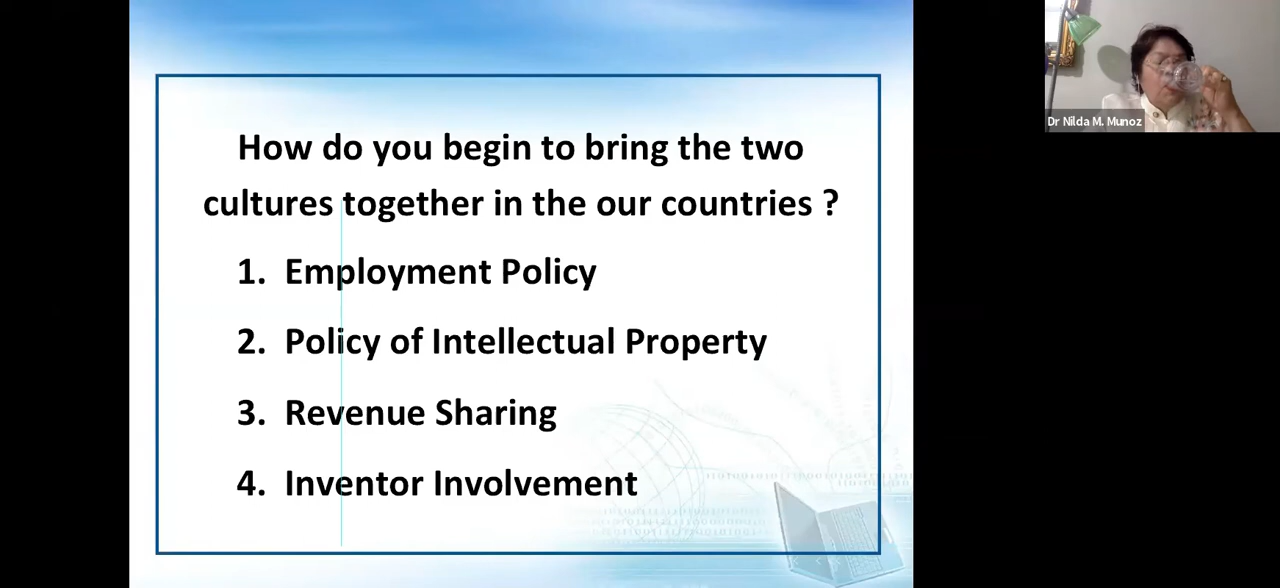 How do you begin to bring the two
cultures together in the our countries ?
1. Employment Policy
2. Policy of Intellectual Property
3. Revenue Sharing
4. Inventor Involvement
Dr Nilda M. Munoz